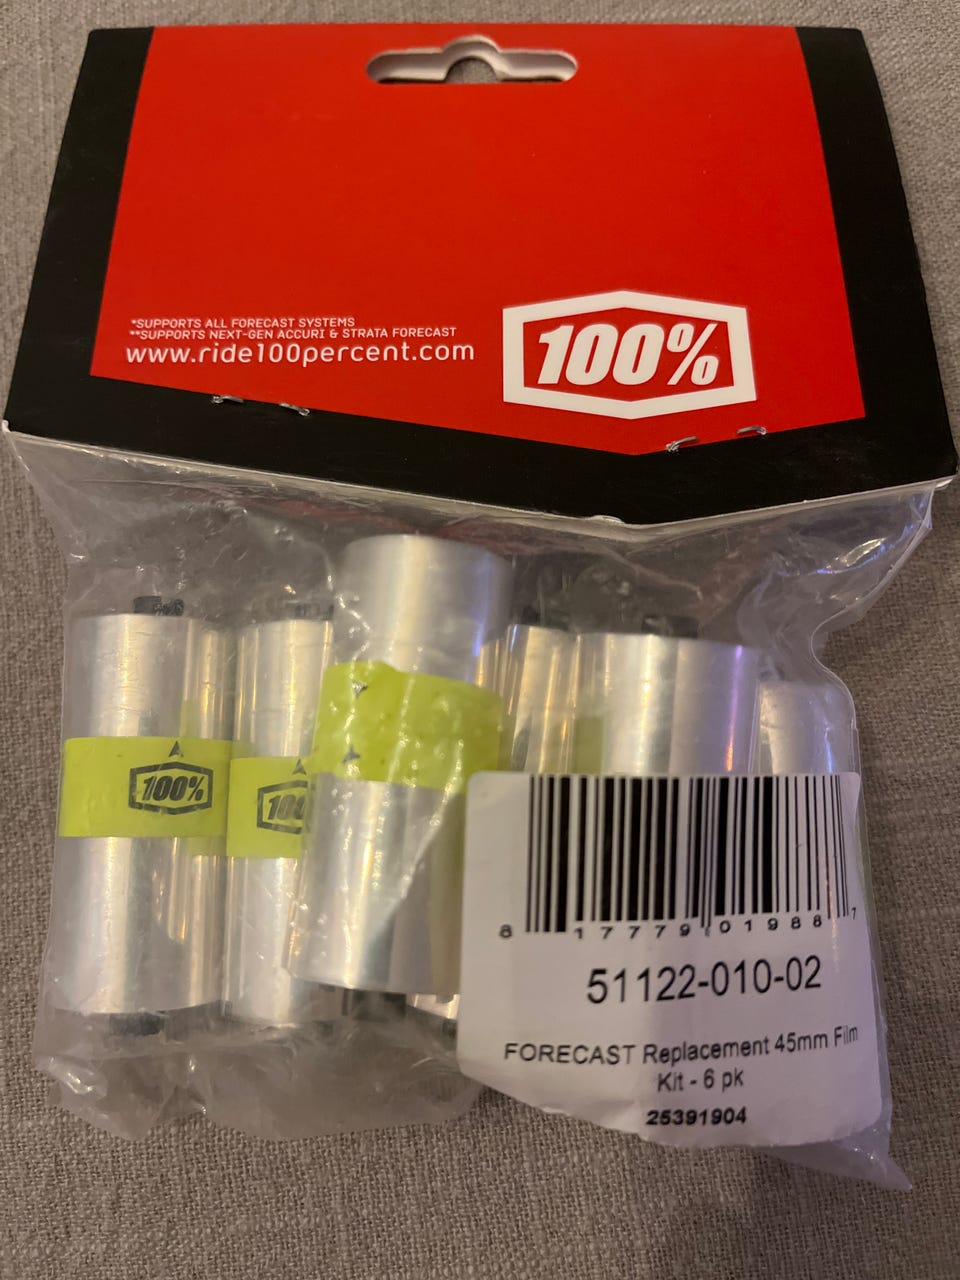 *SUPPORTS ALL FORECAST SYSTEMS
**SUPPORTS NEXT-GEN ACCURI & STRATA FORECAST
www.ride100percent.com
100%
100%
100
8 17779 01988 7
51122-010-02
FORECAST Replacement 45mm Film
Kit - 6 pk
25391904